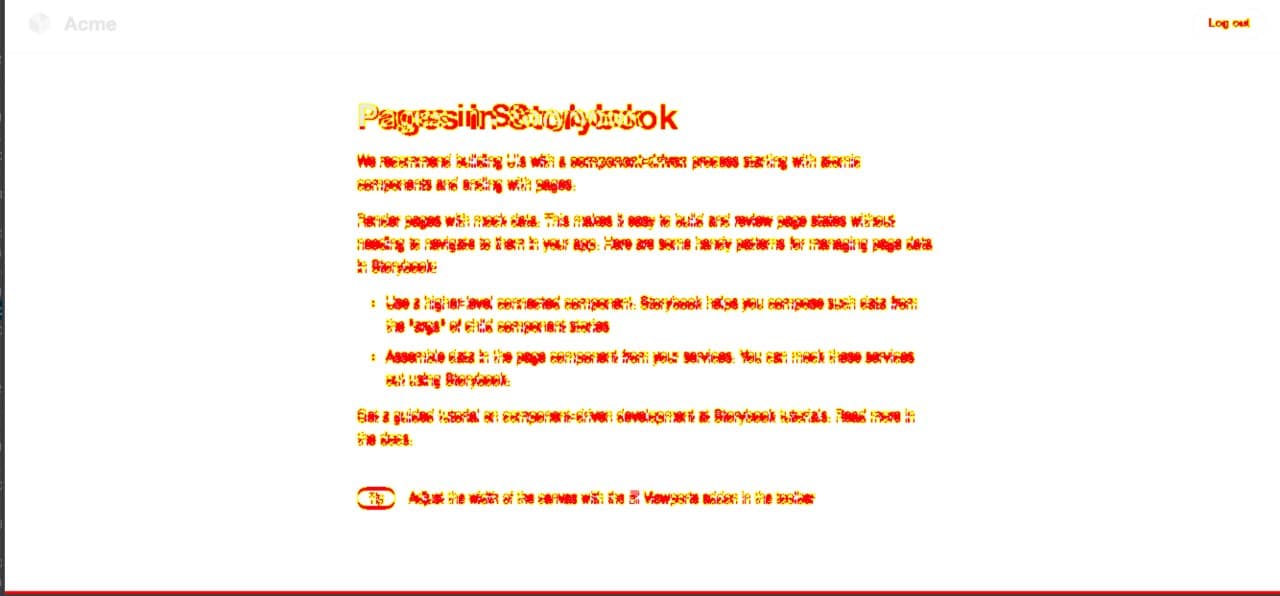 Acme
Log out
Pages in Storybook
We recommend building UIs with a component-driven process starting with atomic
components and ending with pages.
Render pages with mock data. This makes it easy to build and review page states without
needing to navigate to them in your app. Here are some handy patterns for managing page data
in Storybook:
Use a higher-level connected component. Storybook helps you compose such data from
the "args" of child component stories
Assemble data in the page component from your services. You can mock these services
out using Storybook.
Get a guided tutorial on component-driven development at Storybook tutorials. Read more in
the docs.
Tip Adjust the width of the canvas with the Viewports addon in the toolbar